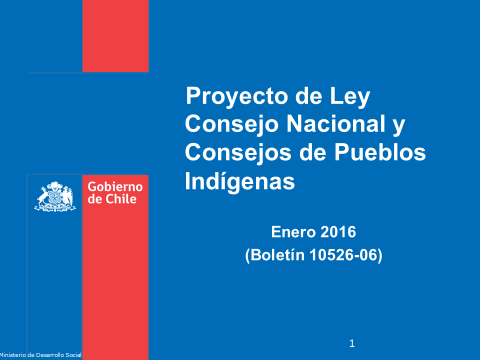 Proyecto de Ley
Consejo Nacional y
Consejos de Pueblos
Indígenas
Gobierno
de Chile
Enero 2016
(Boletín 10526-06)
1
Ministerio de Desarrollo Social